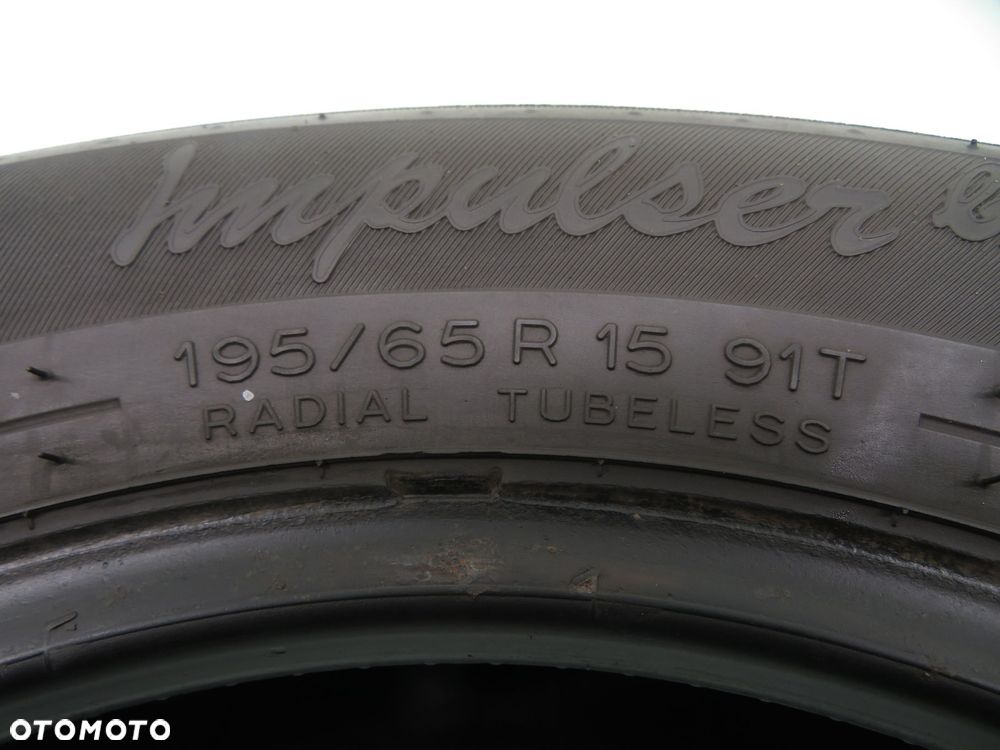 Impulser
195/65 R 15 91T
RADIAL TUBELESS
OTOMOTO